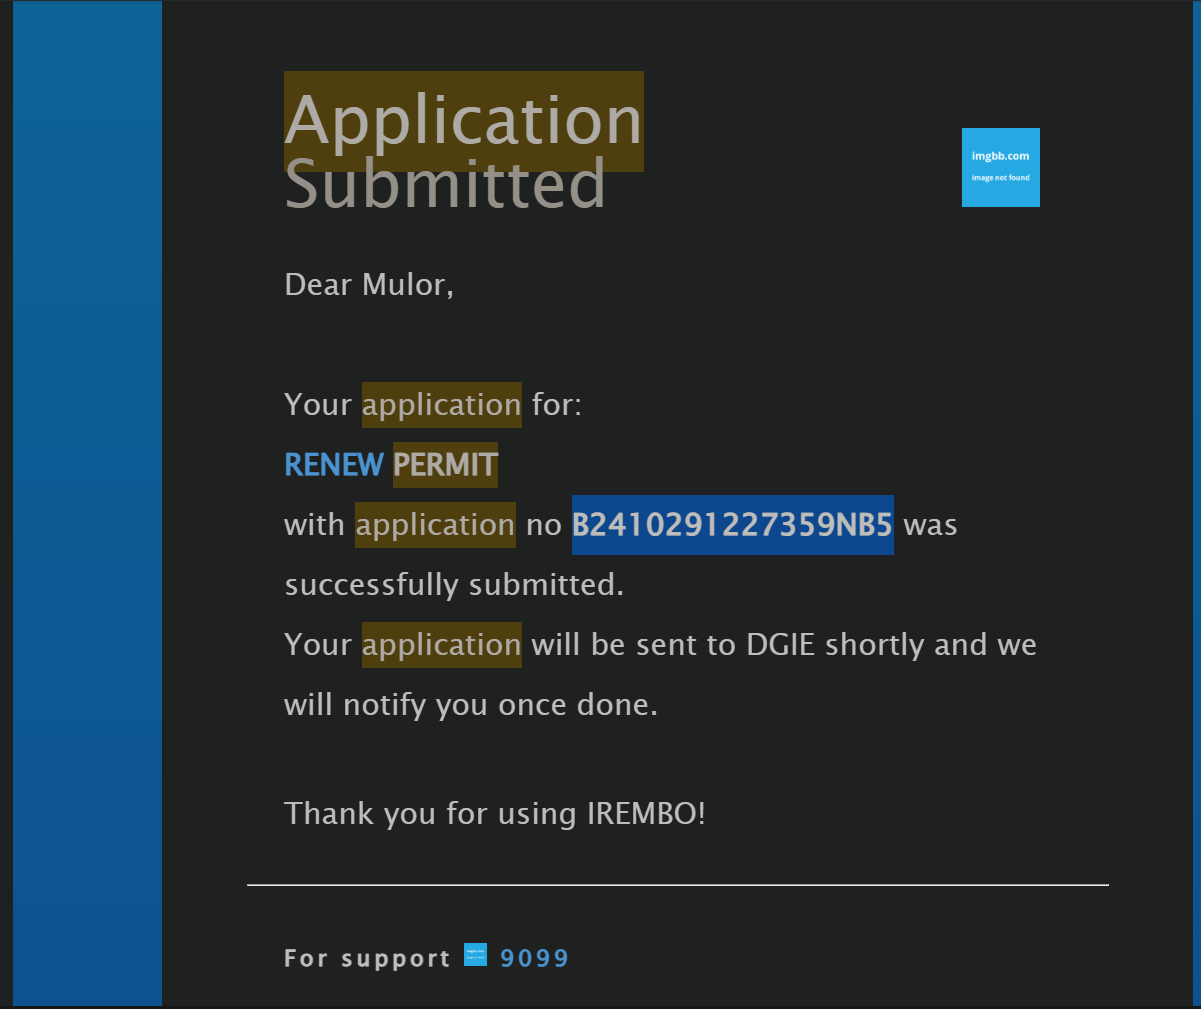 Application
Submitted
imgbb.com
image not found
Dear Mulor,
Your application for:
RENEW PERMIT
with application no B2410291227359NB5 was
successfully submitted.
Your application will be sent to DGIE shortly and we
will notify you once done.
Thank you for using IREMBO!
For support 9099